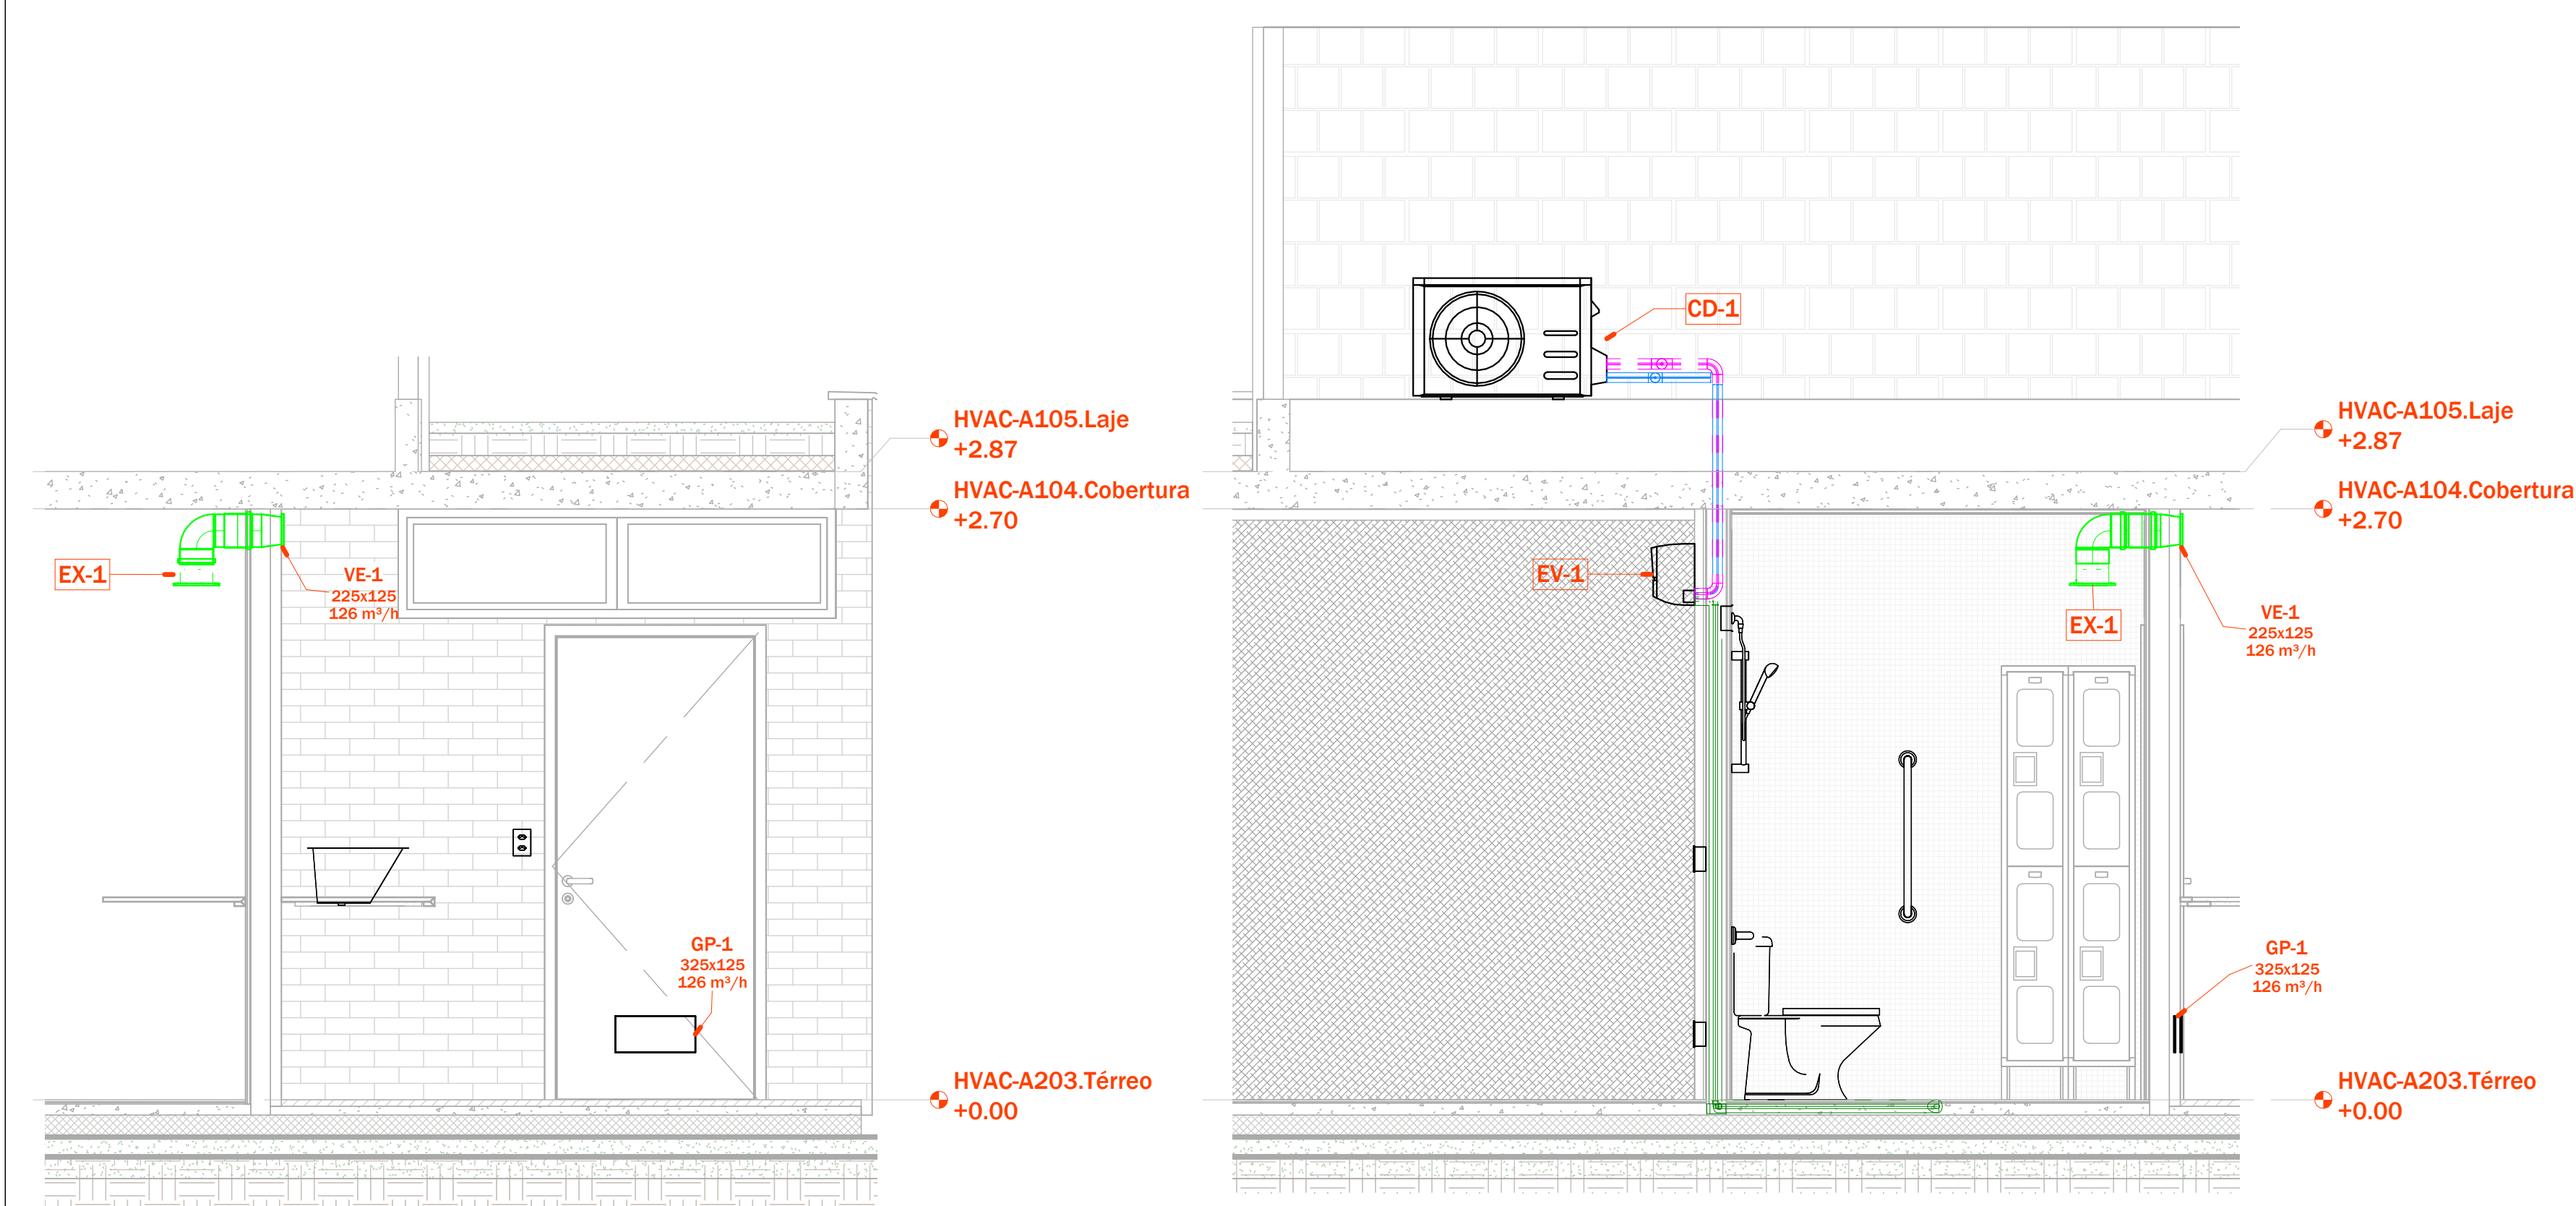 HVAC-A105.Laje
+2.87
HVAC-A104.Cobertura
+2.70
EX-1
VE-1
225x125
126 m³/h
GP-1
325x125
126 m³/h
HVAC-A203.Térreo
+0.00
CD-1
HVAC-A105.Laje
+2.87
HVAC-A104.Cobertura
+2.70
EV-1
EX-1
VE-1
225x125
126 m³/h
GP-1
325x125
126 m³/h
HVAC-A203.Térreo
+0.00